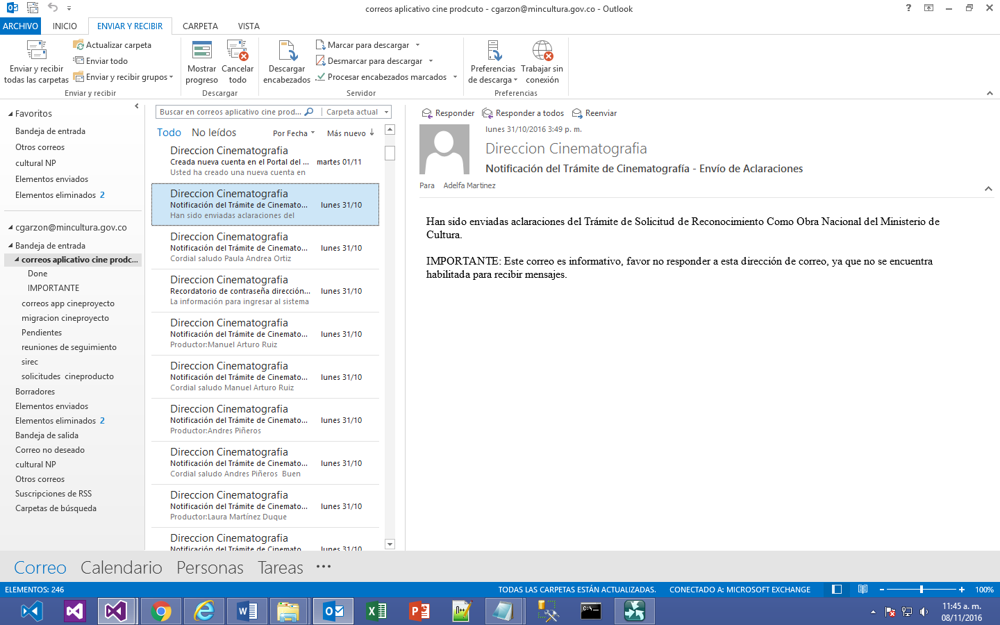 correos aplicativo cine prodcuto - cgarzon@mincultura.gov.co - Outlook
ARCHIVO INICIO ENVIAR Y RECIBIR CARPETA VISTA
Enviar y recibir todas las carpetas
Actualizar carpeta
Enviar todo
Enviar y recibir grupos
Enviar y recibir
Mostrar progreso
Cancelar todo
Descargar
Descargar encabezados
Marcar para descargar
Desmarcar para descargar
Procesar encabezados marcados
Servidor
Preferencias de descarga
Trabajar sin conexión
Preferencias
Favoritos
Bandeja de entrada
Otros correos
cultural NP
Elementos enviados
Elementos eliminados 2
cgarzon@mincultura.gov.co
Bandeja de entrada
correos aplicativo cine prodc...
Done
IMPORTANTE
correos app cineproyecto
migracion cineproyecto
Pendientes
reuniones de seguimiento
sirec
solicitudes cineproducto
Borradores
Elementos enviados
Elementos eliminados 2
Bandeja de salida
Correo no deseado
cultural NP
Otros correos
Suscripciones de RSS
Carpetas de búsqueda
Buscar en correos aplicativo cine prod... Carpeta actual
Todo No leídos Por Fecha Más nuevo
Direccion Cinematografia
Creada nueva cuenta en el Portal del ... martes 01/11
Usted ha creado una nueva cuenta en
Direccion Cinematografia
Notificación del Trámite de Cinemato... lunes 31/10
Han sido enviadas aclaraciones del
Direccion Cinematografia
Notificación del Trámite de Cinemato... lunes 31/10
Cordial saludo Paula Andrea Ortiz
Direccion Cinematografia
Recordatorio de contraseña dirección... lunes 31/10
La información para ingresar al sistema
Direccion Cinematografia
Notificación del Trámite de Cinemato... lunes 31/10
Productor:Manuel Arturo Ruiz
Direccion Cinematografia
Notificación del Trámite de Cinemato... lunes 31/10
Cordial saludo Manuel Arturo Ruiz
Direccion Cinematografia
Notificación del Trámite de Cinemato... lunes 31/10
Productor:Andres Piñeros
Direccion Cinematografia
Notificación del Trámite de Cinemato... lunes 31/10
Cordial saludo Andres Piñeros Buen
Direccion Cinematografia
Notificación del Trámite de Cinemato... lunes 31/10
Productor:Laura Martínez Duque
Direccion Cinematografia
Notificación del Trámite de Cinemato... lunes 31/10
Responder Responder a todos Reenviar
lunes 31/10/2016 3:49 p. m.
Direccion Cinematografia
Notificación del Trámite de Cinematografía - Envío de Aclaraciones
Para Adelfa Martinez
Han sido enviadas aclaraciones del Trámite de Solicitud de Reconocimiento Como Obra Nacional del Ministerio de
Cultura.
IMPORTANTE: Este correo es informativo, favor no responder a esta dirección de correo, ya que no se encuentra
habilitada para recibir mensajes.
Correo Calendario Personas Tareas ...
ELEMENTOS: 246 TODAS LAS CARPETAS ESTÁN ACTUALIZADAS. CONECTADO A: MICROSOFT EXCHANGE 100%
11:45 a. m.
08/11/2016